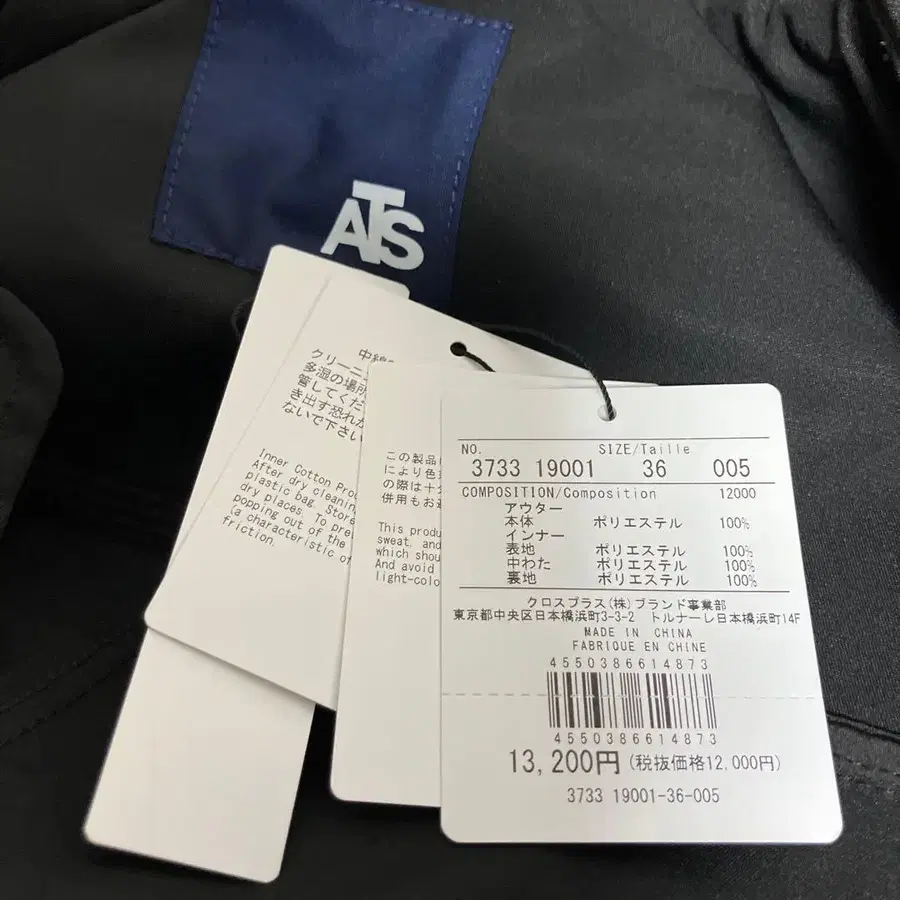 ATS
中綿
クリーニ
多湿の場所
管してくだ
き出す恐れが
ないで下さい
Inner Cotton Prod
After dry cleaning
plastic bag. Store
dry places. To pre
popping out of the
(a characteristic of
friction.
この製品
により色
の際は十
併用もお
This produ
sweat, and
which shou
And avoid
light-colo
NO. SIZE/Taille
3733 19001 36 005
COMPOSITION/Composition 12000
アウター
本体 ポリエステル 100%
インナー
表地 ポリエステル 100%
中わた ポリエステル 100%
裏地 ポリエステル 100%
クロスプラス(株)ブランド事業部
東京都中央区日本橋浜町3-3-2 トルナーレ日本橋浜町14F
MADE IN CHINA
FABRIQUE EN CHINE
4550386614873
4550386614873
13,200円 (税抜価格12,000円)
3733 19001-36-005